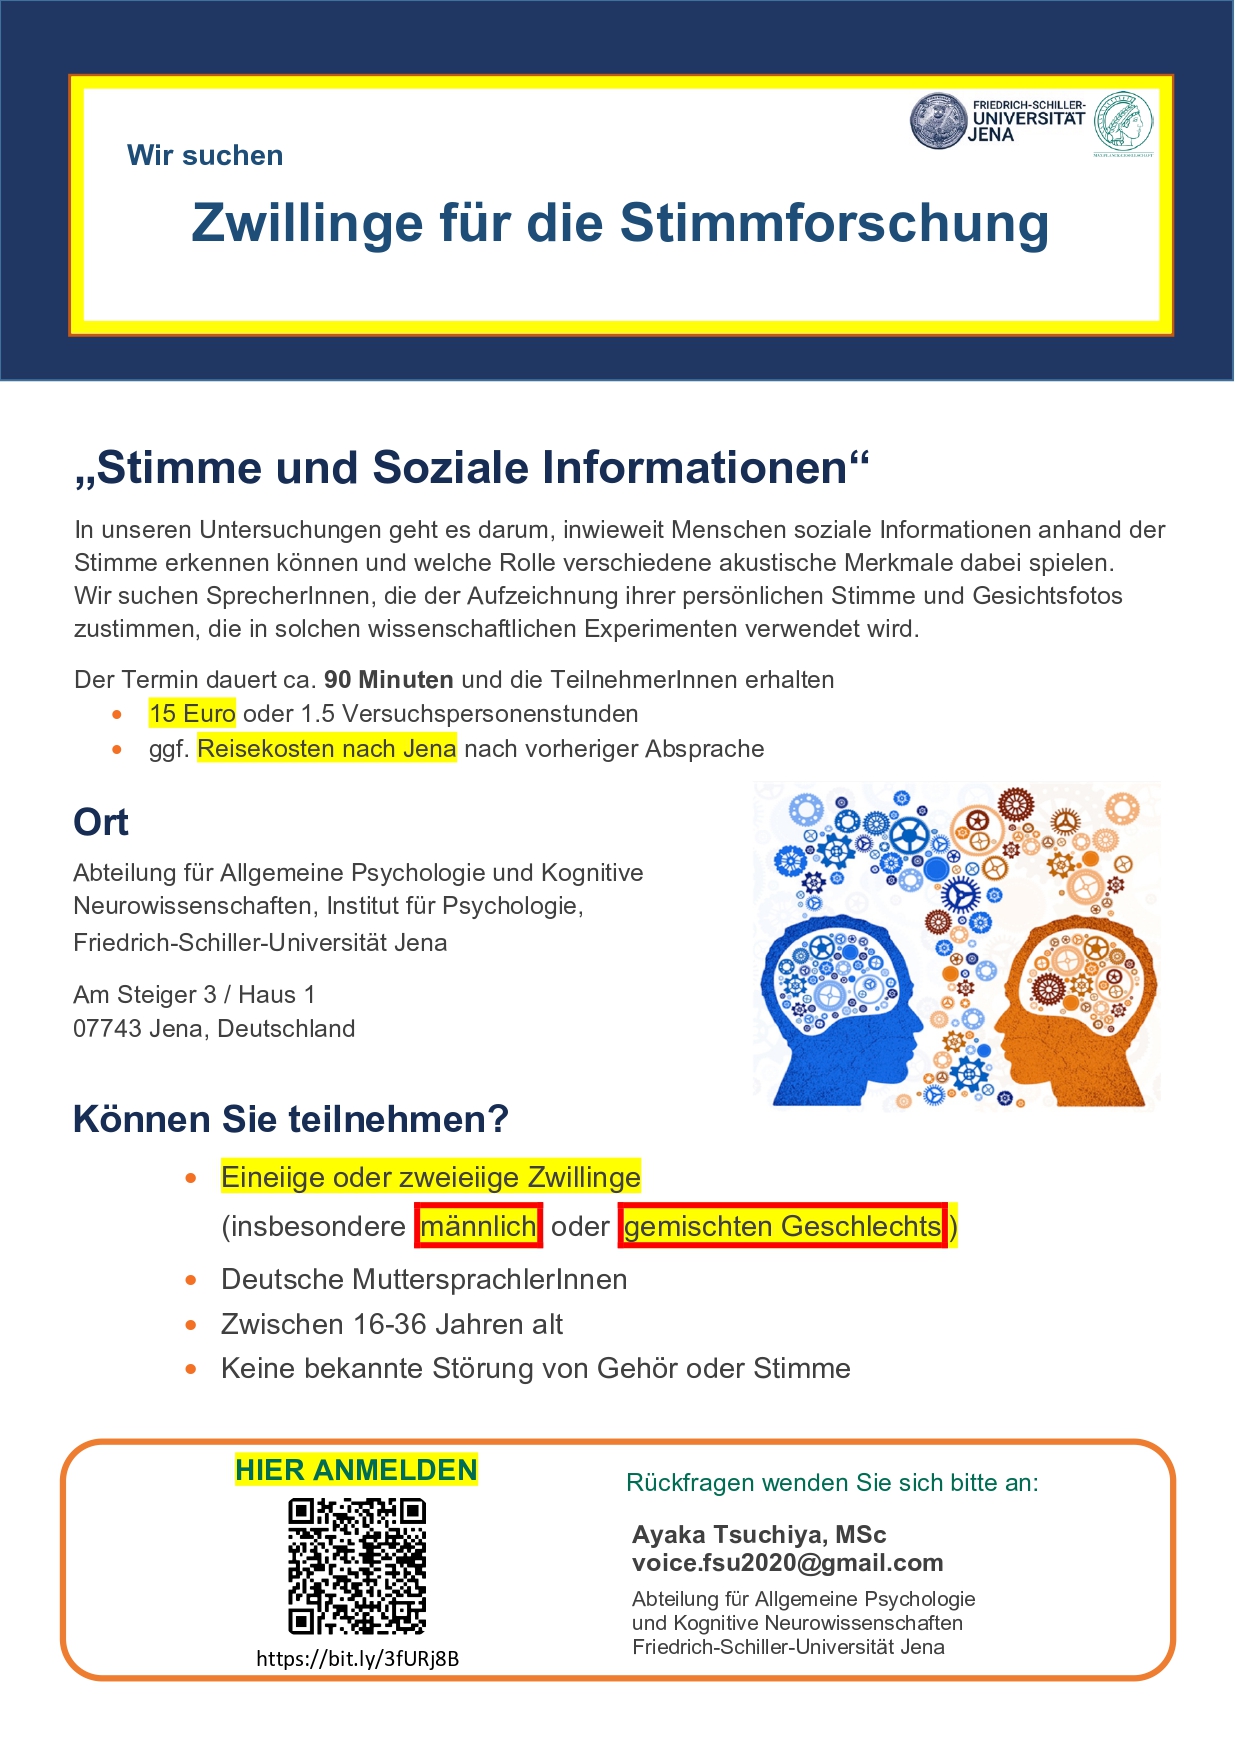 FRIEDRICH-SCHILLER-
UNIVERSITÄT
JENA
Wir suchen
Zwillinge für die Stimmforschung
„Stimme und Soziale Informationen“
In unseren Untersuchungen geht es darum, inwieweit Menschen soziale Informationen anhand der
Stimme erkennen können und welche Rolle verschiedene akustische Merkmale dabei spielen.
Wir suchen SprecherInnen, die der Aufzeichnung ihrer persönlichen Stimme und Gesichtsfotos
zustimmen, die in solchen wissenschaftlichen Experimenten verwendet wird.
Der Termin dauert ca. 90 Minuten und die TeilnehmerInnen erhalten
• 15 Euro oder 1.5 Versuchspersonenstunden
• ggf. Reisekosten nach Jena nach vorheriger Absprache
Ort
Abteilung für Allgemeine Psychologie und Kognitive
Neurowissenschaften, Institut für Psychologie,
Friedrich-Schiller-Universität Jena
Am Steiger 3 / Haus 1
07743 Jena, Deutschland
Können Sie teilnehmen?
• Eineiige oder zweieiige Zwillinge
(insbesondere männlich oder gemischten Geschlechts)
• Deutsche MuttersprachlerInnen
• Zwischen 16-36 Jahren alt
• Keine bekannte Störung von Gehör oder Stimme
HIER ANMELDEN
https://bit.ly/3fURj8B
Rückfragen wenden Sie sich bitte an:
Ayaka Tsuchiya, MSc
voice.fsu2020@gmail.com
Abteilung für Allgemeine Psychologie
und Kognitive Neurowissenschaften
Friedrich-Schiller-Universität Jena